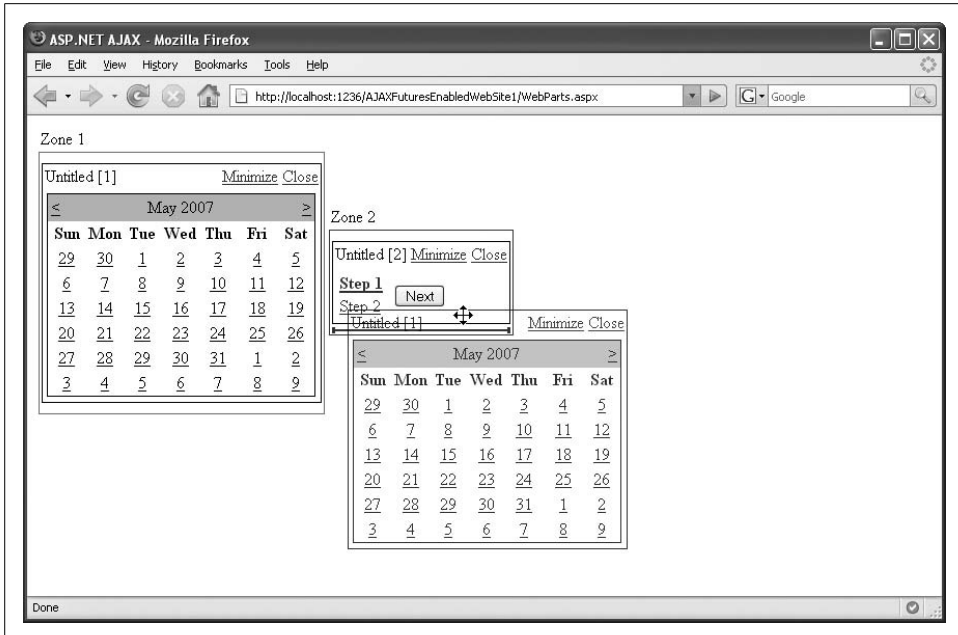 ASP.NET AJAX - Mozilla Firefox
File Edit View History Bookmarks Tools Help
http://localhost:1236/AJAXFuturesEnabledWebSite1/WebParts.aspx G Google
Zone 1
Untitled [1] Minimize Close
< May 2007 >
Sun Mon Tue Wed Thu Fri Sat
29 30 1 2 3 4 5
6 7 8 9 10 11 12
13 14 15 16 17 18 19
20 21 22 23 24 25 26
27 28 29 30 31 1 2
3 4 5 6 7 8 9
Zone 2
Untitled [2] Minimize Close
Step 1
Next
Step 2
Untitled [1] Minimize Close
< May 2007 >
Sun Mon Tue Wed Thu Fri Sat
29 30 1 2 3 4 5
6 7 8 9 10 11 12
13 14 15 16 17 18 19
20 21 22 23 24 25 26
27 28 29 30 31 1 2
3 4 5 6 7 8 9
Done